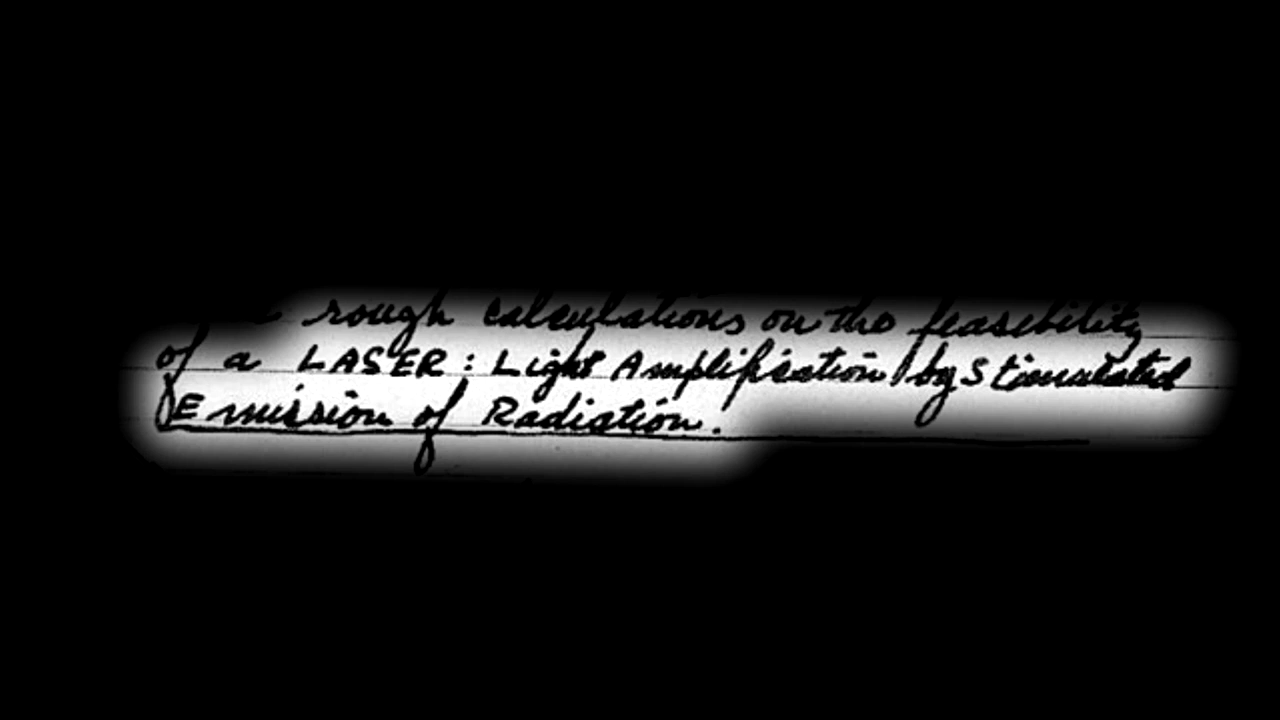 rough calculations on the feasibility
of a LASER: Light Amplification by Stimulated
Emission of Radiation.